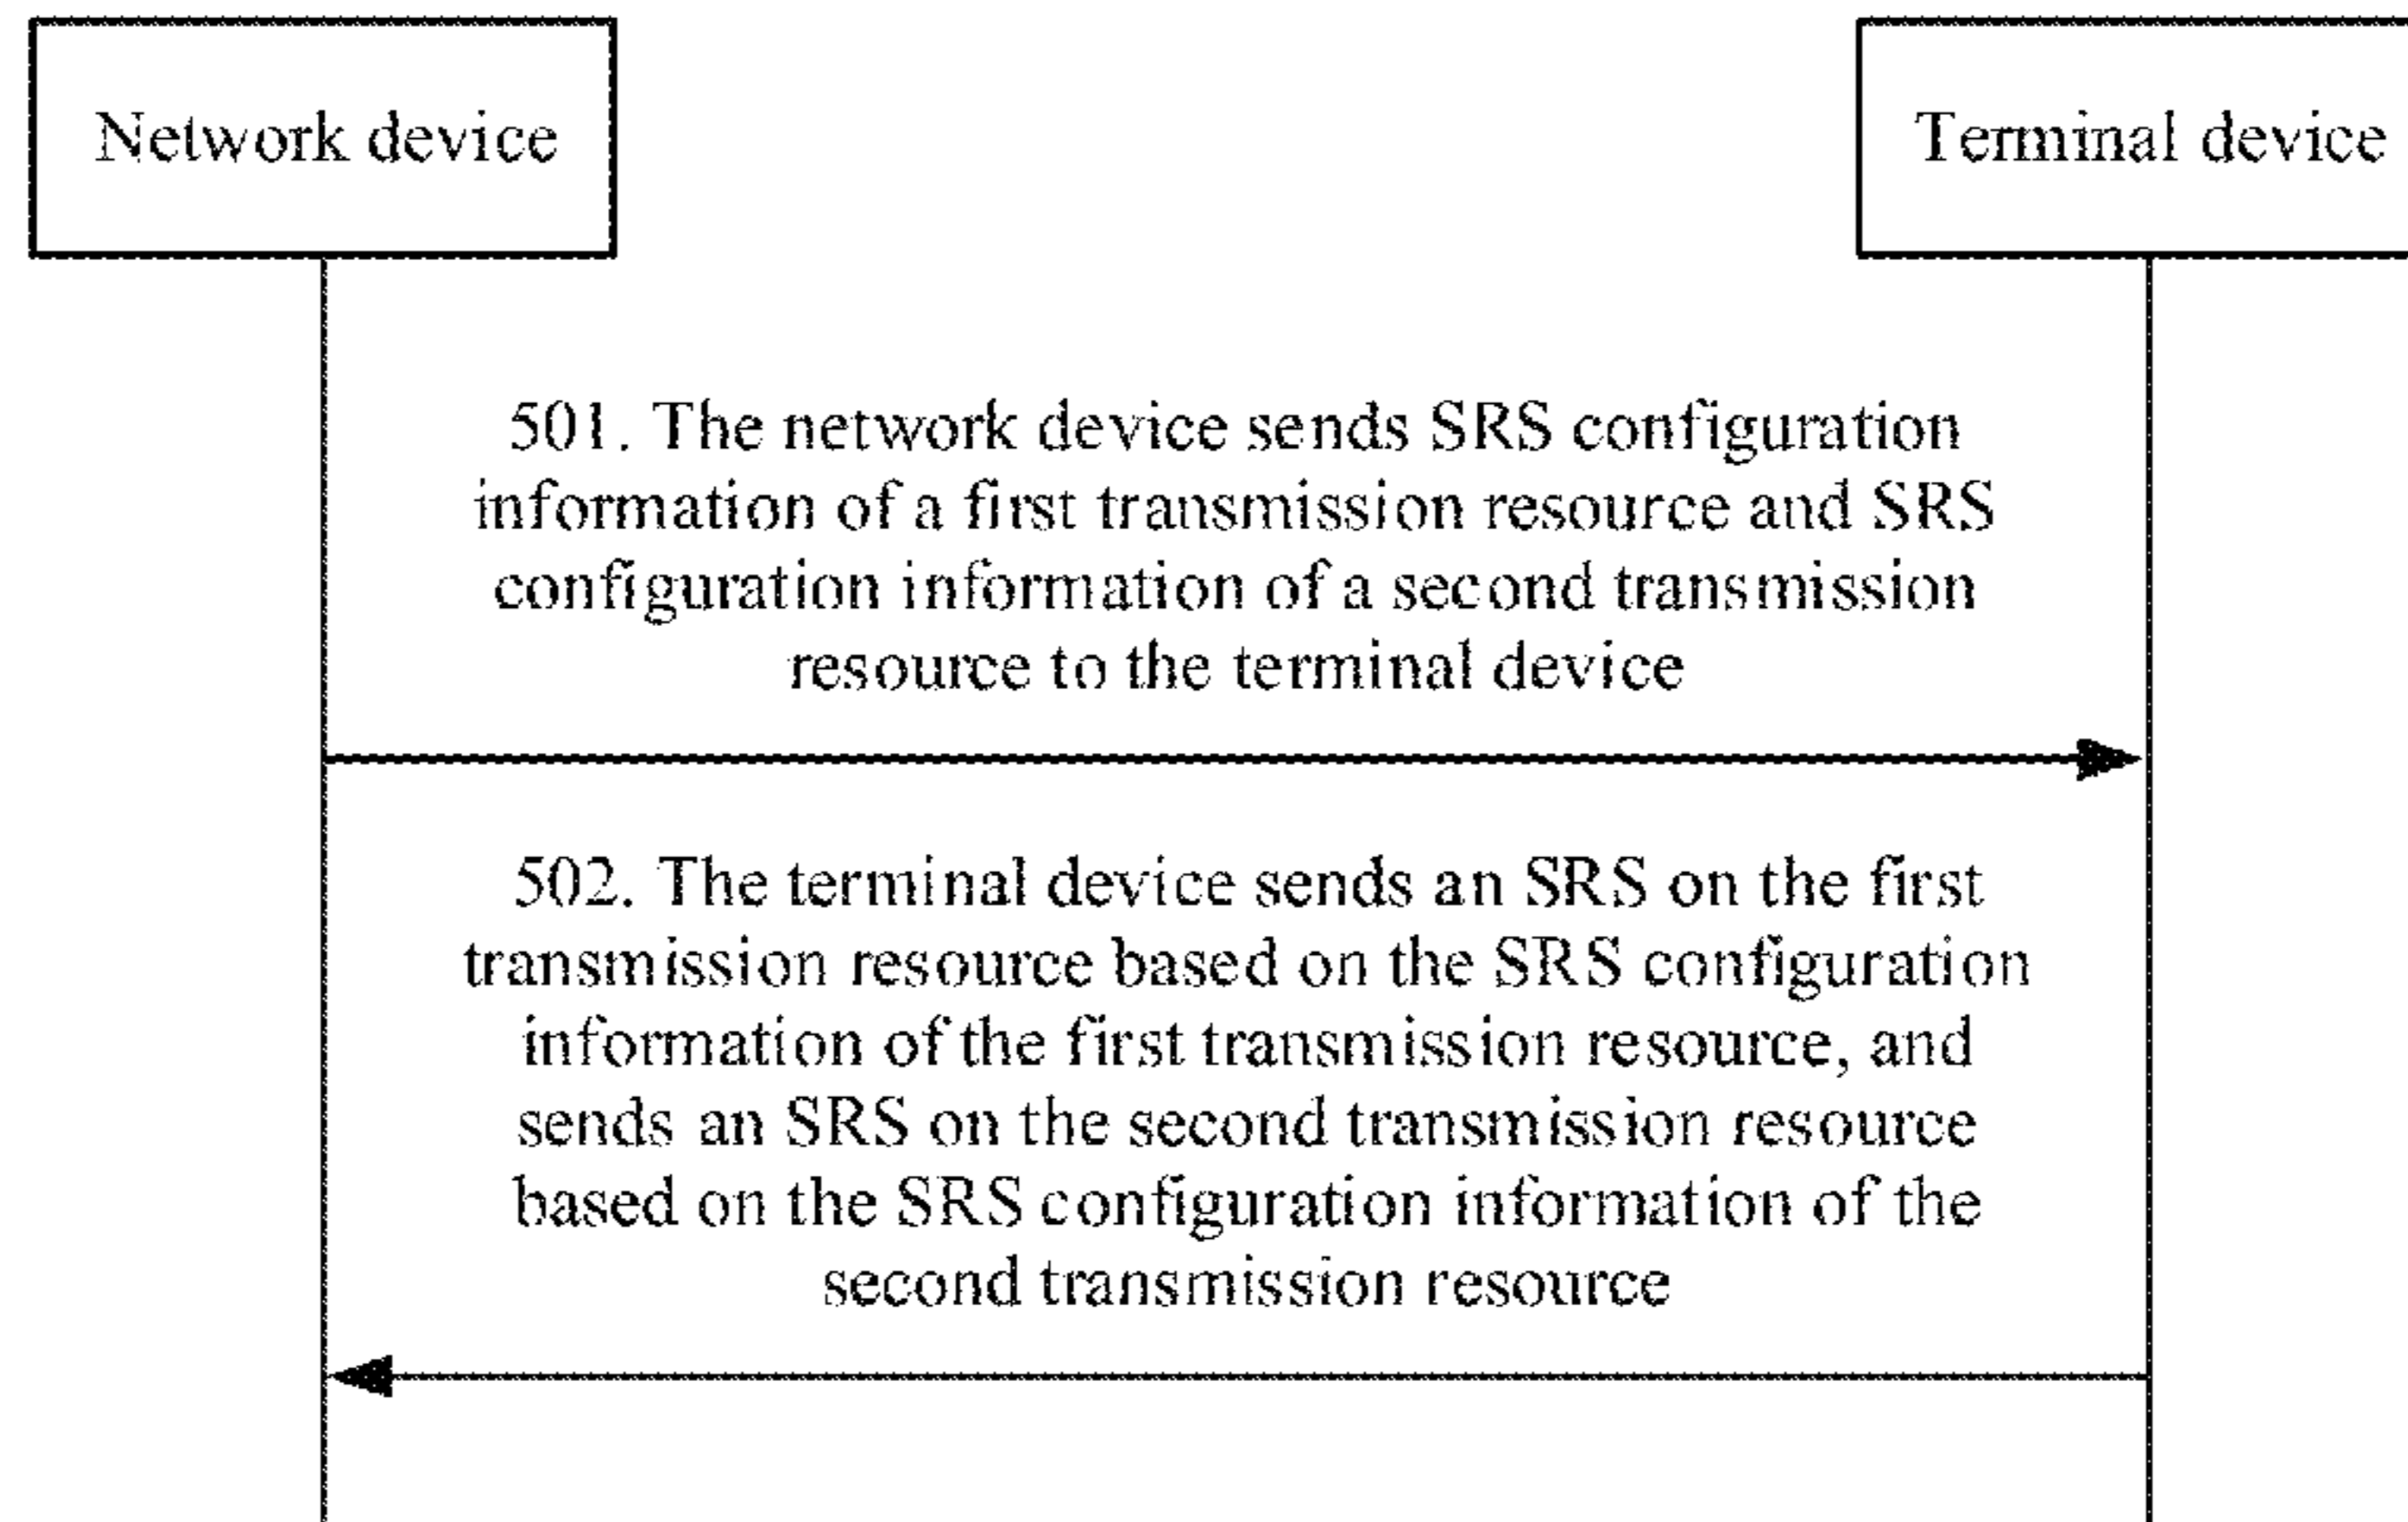 Network device
Terminal device
501. The network device sends SRS configuration
information of a first transmission resource and SRS
configuration information of a second transmission
resource to the terminal device
502. The terminal device sends an SRS on the first
transmission resource based on the SRS configuration
information of the first transmission resource, and
sends an SRS on the second transmission resource
based on the SRS configuration information of the
second transmission resource